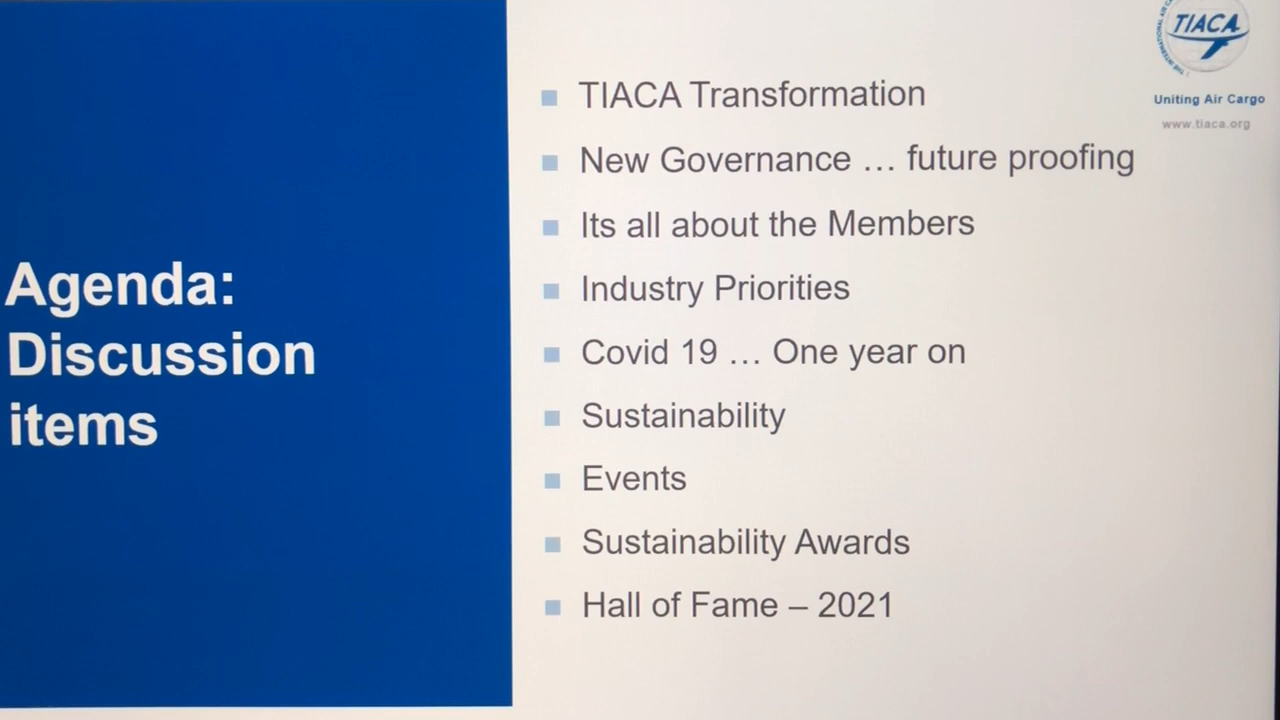 Agenda:
Discussion
items
TIACA Transformation
New Governance … future proofing
Its all about the Members
Industry Priorities
Covid 19 … One year on
Sustainability
Events
Sustainability Awards
Hall of Fame – 2021
TIACA
Uniting Air Cargo
www.tiaca.org